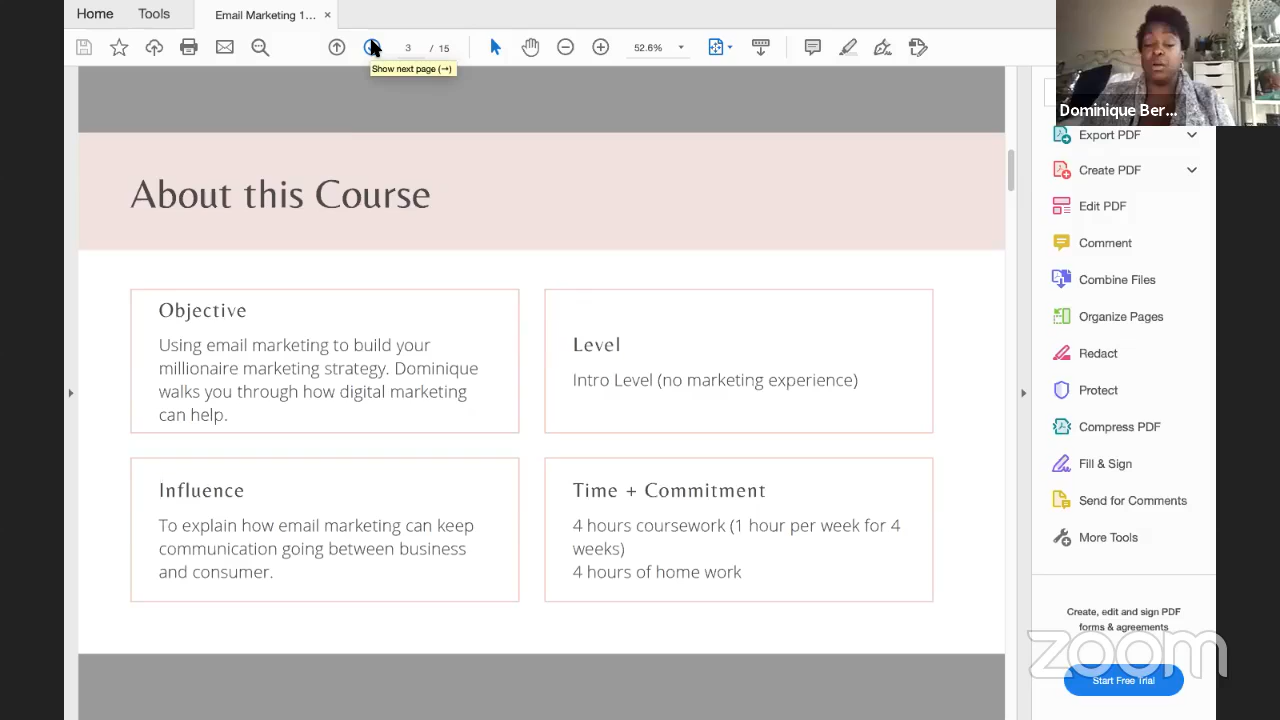 Home
Tools
Email Marketing 1...
×
3 / 15
52.6%
Show next page (→)
Dominique Ber...
About this Course
Objective
Using email marketing to build your
millionaire marketing strategy. Dominique
walks you through how digital marketing
can help.
Level
Intro Level (no marketing experience)
Influence
To explain how email marketing can keep
communication going between business
and consumer.
Time + Commitment
4 hours coursework (1 hour per week for 4
weeks)
4 hours of home work
Export PDF
Create PDF
Edit PDF
Comment
Combine Files
Organize Pages
Redact
Protect
Compress PDF
Fill & Sign
Send for Comments
More Tools
Create, edit and sign PDF
forms & agreements
zoom
Start Free Trial